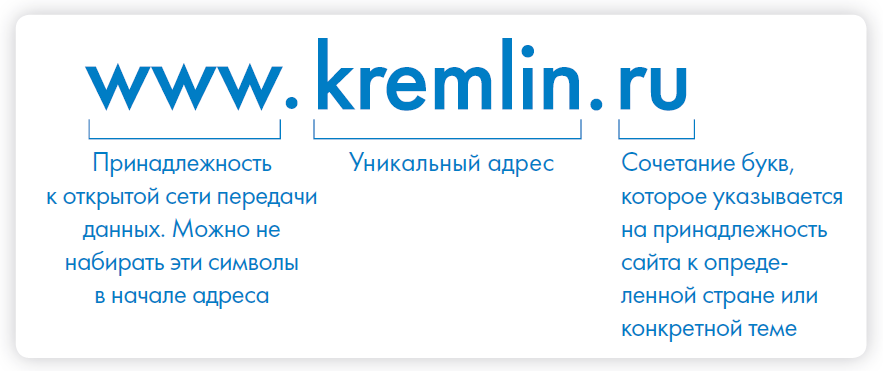 www.kremlin.ru
Принадлежность
к открытой сети передачи
данных. Можно не
набирать эти символы
в начале адреса
Уникальный адрес
Сочетание букв,
которое указывается
на принадлежность
сайта к опреде-
ленной стране или
конкретной теме